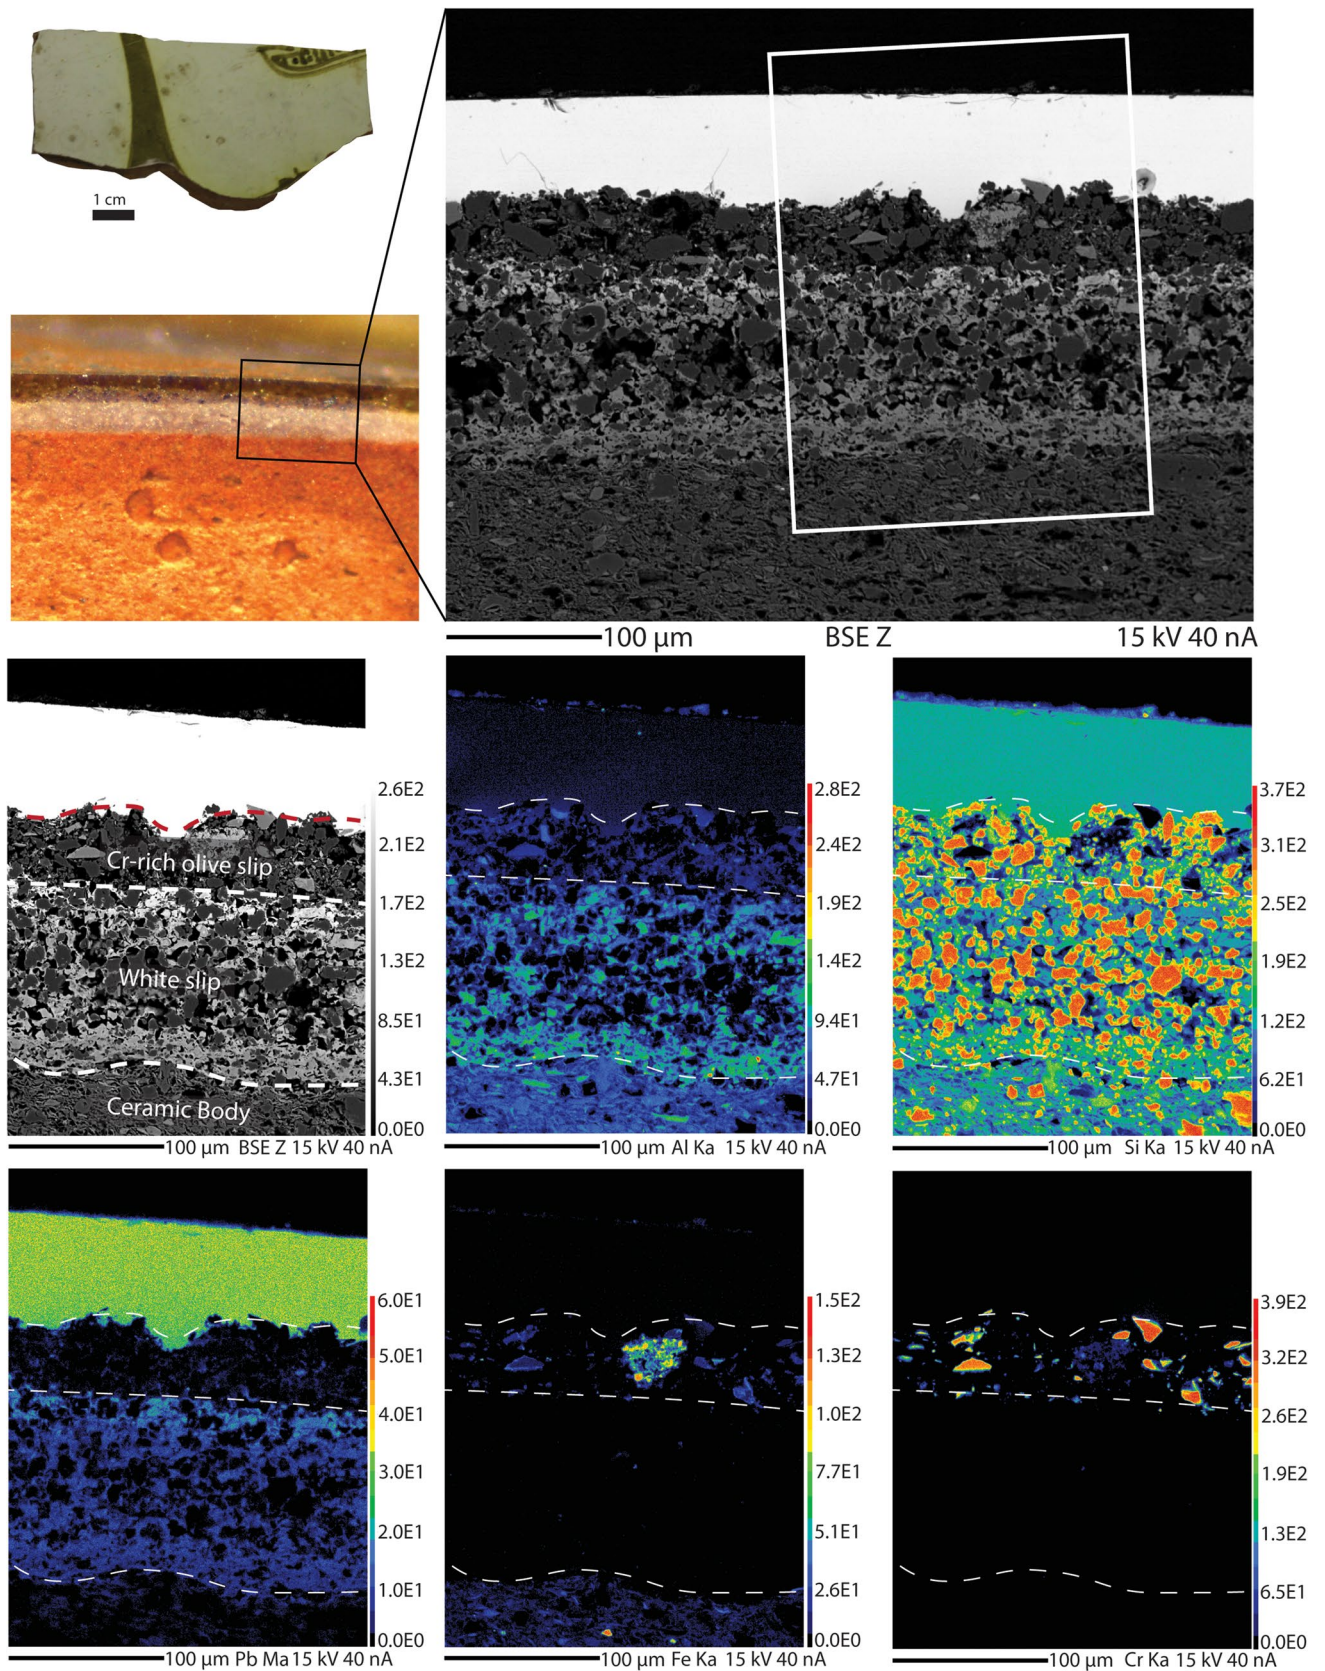 1 cm
100 µm BSE Z 15 kV 40 nA
Cr-rich olive slip
White slip
Ceramic Body
2.6E2
2.1E2
1.7E2
1.3E2
8.5E1
4.3E1
0.0E0
100 µm BSE Z 15 kV 40 nA
2.8E2
2.4E2
1.9E2
1.4E2
9.4E1
4.7E1
0.0E0
100 µm Al Ka 15 kV 40 nA
3.7E2
3.1E2
2.5E2
1.9E2
1.2E2
6.2E1
0.0E0
100 µm Si Ka 15 kV 40 nA
6.0E1
5.0E1
4.0E1
3.0E1
2.0E1
1.0E1
0.0E0
100 µm Pb Ma 15 kV 40 nA
1.5E2
1.3E2
1.0E2
7.7E1
5.1E1
2.6E1
0.0E0
100 µm Fe Ka 15 kV 40 nA
3.9E2
3.2E2
2.6E2
1.9E2
1.3E2
6.5E1
0.0E0
100 µm Cr Ka 15 kV 40 nA